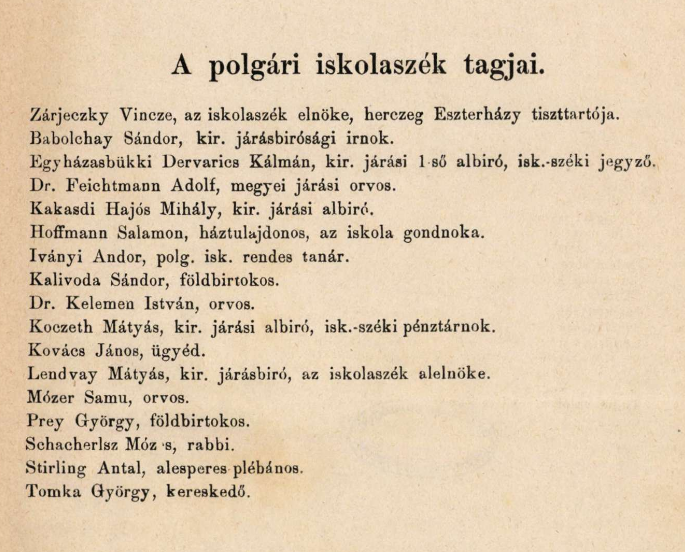 A polgári iskolaszék tagjai.
Zárjeczky Vincze, az iskolaszék elnöke, herczeg Eszterházy tiszttartója.
Babolchay Sándor, kir. járásbirósági irnok.
Egyházasbükki Dervarics Kálmán, kir. járási 1-ső albiró, isk.-széki jegyző.
Dr. Feichtmann Adolf, megyei járási orvos.
Kakasdi Hajós Mihály, kir. járási albiró.
Hoffmann Salamon, háztulajdonos, az iskola gondnoka.
Iványi Andor, polg. isk. rendes tanár.
Kalivoda Sándor, földbirtokos.
Dr. Kelemen István, orvos.
Koczeth Mátyás, kir. járási albiró, isk.-széki pénztárnok.
Kovács János, ügyéd.
Lendvay Mátyás, kir. járásbiró, az iskolaszék alelnöke.
Mózer Samu, orvos.
Prey György, földbirtokos.
Schacherlsz Móz s, rabbi.
Stirling Antal, alesperes plébános.
Tomka György, kereskedő.